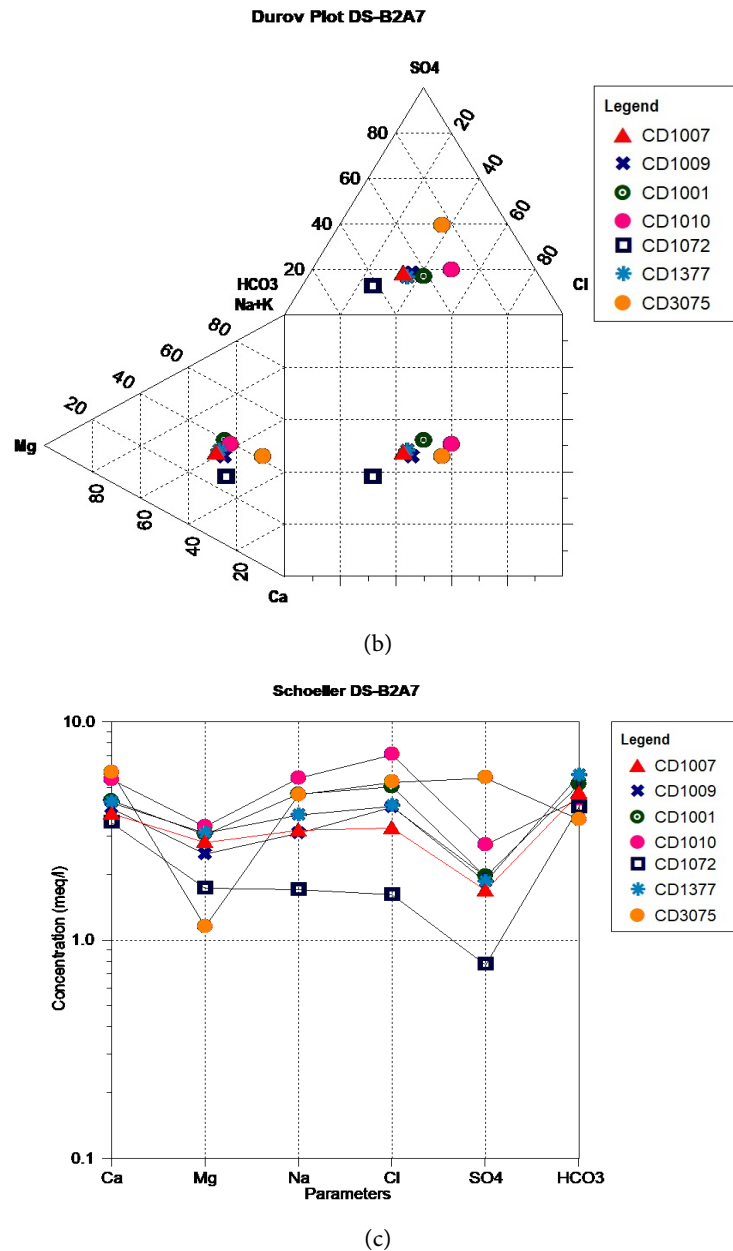 Durov Plot DS-B2A7
SO4
80
20
60
40
40
60
20
80
HCO3
Cl
Na+K
80
60
40
20
Mg
80
60
40
20
Ca
Legend
CD1007
CD1009
CD1001
CD1010
CD1072
CD1377
CD3075
(b)
Schoeller DS-B2A7
10.0
1.0
0.1
Concentration (meq/l)
Ca Mg Na Cl SO4 HCO3
Parameters
Legend
CD1007
CD1009
CD1001
CD1010
CD1072
CD1377
CD3075
(c)